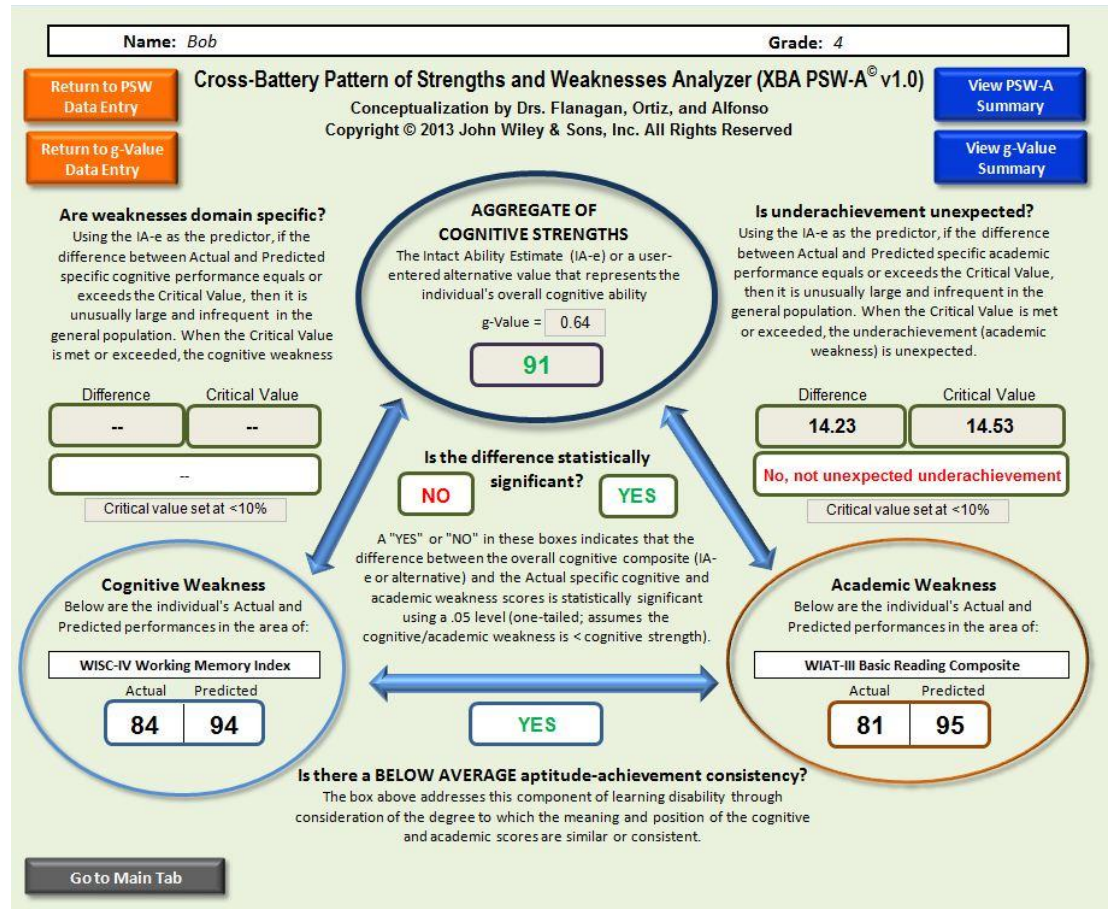 Name: Bob
Grade: 4
Return to PSW
Data Entry
Cross-Battery Pattern of Strengths and Weaknesses Analyzer (XBA PSW-A© v1.0)
Conceptualization by Drs. Flanagan, Ortiz, and Alfonso
Copyright © 2013 John Wiley & Sons, Inc. All Rights Reserved
View PSW-A
Summary
Return to g-Value
Data Entry
View g-Value
Summary
Are weaknesses domain specific?
Using the IA-e as the predictor, if the
difference between Actual and Predicted
specific cognitive performance equals or
exceeds the Critical Value, then it is
unusually large and infrequent in the
general population. When the Critical Value
is met or exceeded, the cognitive weakness
Difference Critical Value
-- --
--
Critical value set at <10%
AGGREGATE OF
COGNITIVE STRENGTHS
The Intact Ability Estimate (IA-e) or a user-
entered alternative value that represents the
individual's overall cognitive ability
g-Value = 0.64
91
Is underachievement unexpected?
Using the IA-e as the predictor, if the difference
between Actual and Predicted specific academic
performance equals or exceeds the Critical Value,
then it is unusually large and infrequent in the
general population. When the Critical Value is met
or exceeded, the underachievement (academic
weakness) is unexpected.
Difference Critical Value
14.23 14.53
No, not unexpected underachievement
Critical value set at <10%
Is the difference statistically
significant?
NO YES
A "YES" or "NO" in these boxes indicates that the
difference between the overall cognitive composite (IA-
e or alternative) and the Actual specific cognitive and
academic weakness scores is statistically significant
using a .05 level (one-tailed; assumes the
cognitive/academic weakness is < cognitive strength).
Cognitive Weakness
Below are the individual's Actual and
Predicted performances in the area of:
WISC-IV Working Memory Index
Actual Predicted
84 94
Academic Weakness
Below are the individual's Actual and
Predicted performances in the area of:
WIAT-III Basic Reading Composite
Actual Predicted
81 95
YES
Is there a BELOW AVERAGE aptitude-achievement consistency?
The box above addresses this component of learning disability through
consideration of the degree to which the meaning and position of the cognitive
and academic scores are similar or consistent.
Go to Main Tab